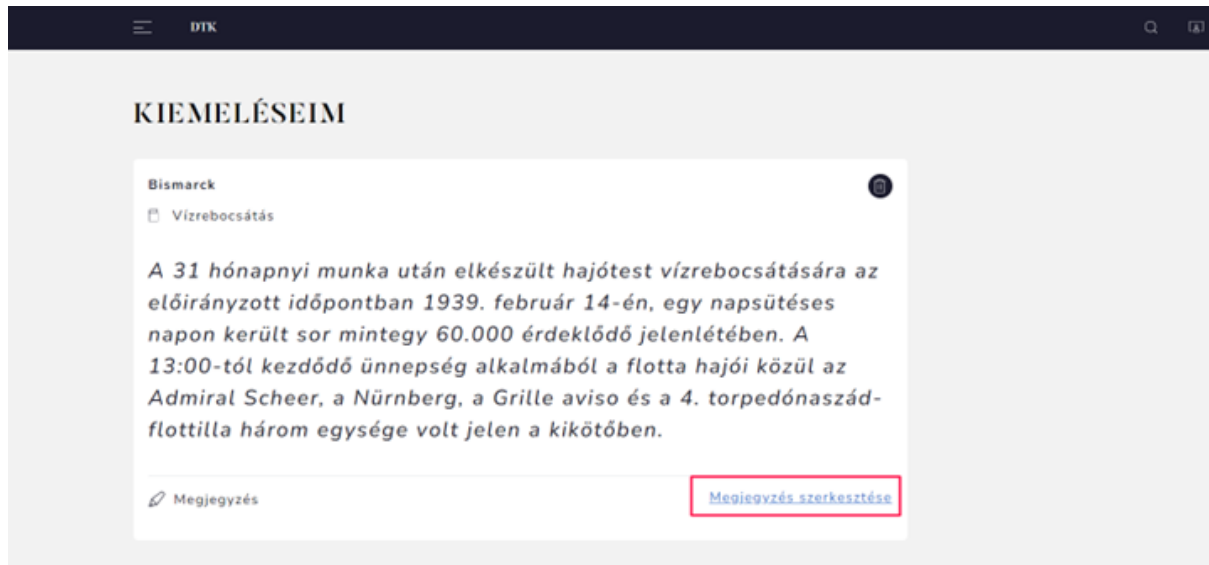 DTK
KIEMELÉSEIM
Bismarck
Vízrebocsátás
A 31 hónapnyi munka után elkészült hajótest vízrebocsátására az
előirányzott időpontban 1939. február 14-én, egy napsütéses
napon került sor mintegy 60.000 érdeklődő jelenlétében. A
13:00-tól kezdődő ünnepség alkalmából a flotta hajói közül az
Admiral Scheer, a Nürnberg, a Grille aviso és a 4. torpedónaszád-
flottilla három egysége volt jelen a kikötőben.
Megjegyzés
Megjegyzés szerkesztése